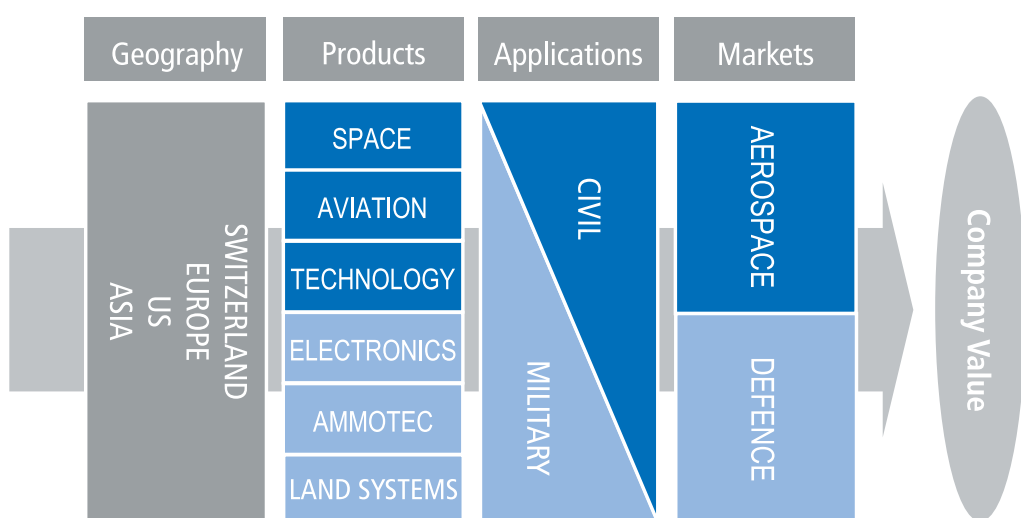 Geography
Products
Applications
Markets
SWITZERLAND
EUROPE
US
ASIA
SPACE
AVIATION
TECHNOLOGY
ELECTRONICS
AMMOTEC
LAND SYSTEMS
CIVIL
MILITARY
AEROSPACE
DEFENCE
Company Value